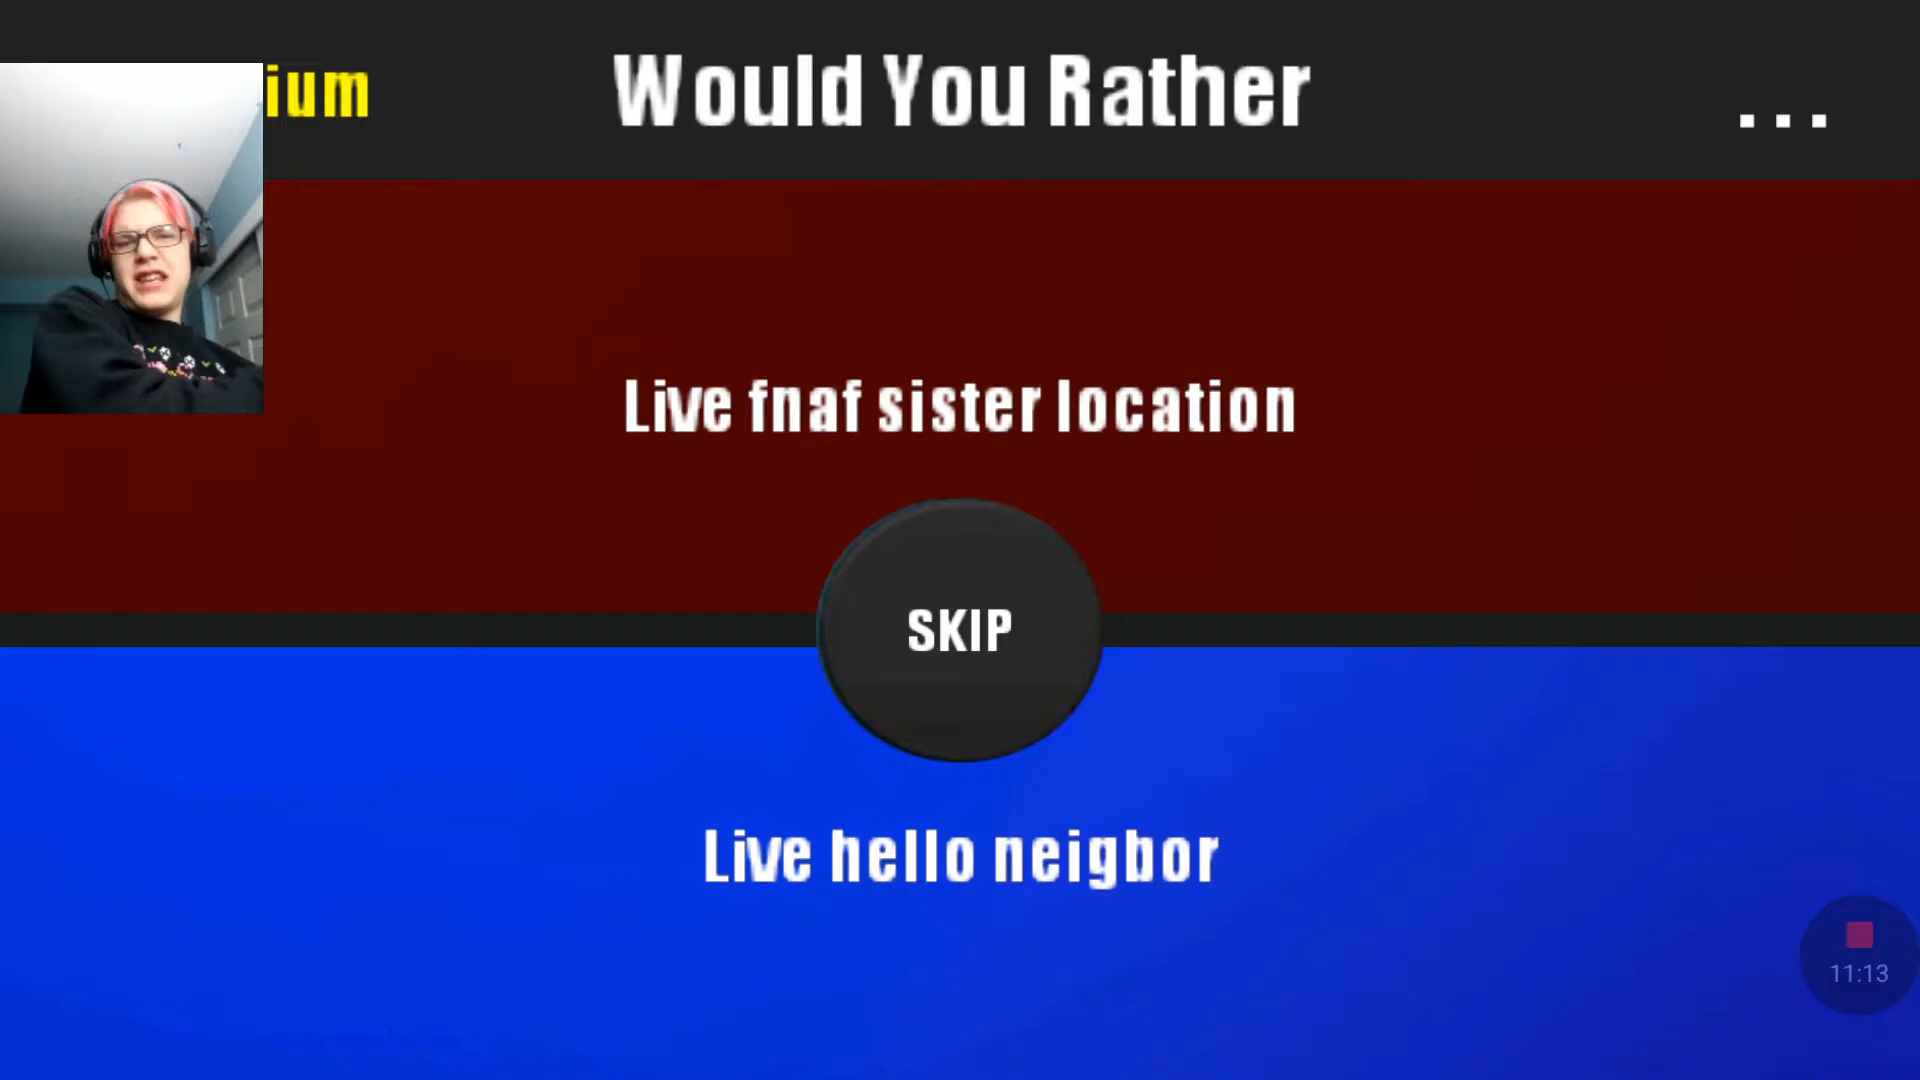 ium
Would You Rather
...
Live fnaf sister location
SKIP
Live hello neigbor
11:13